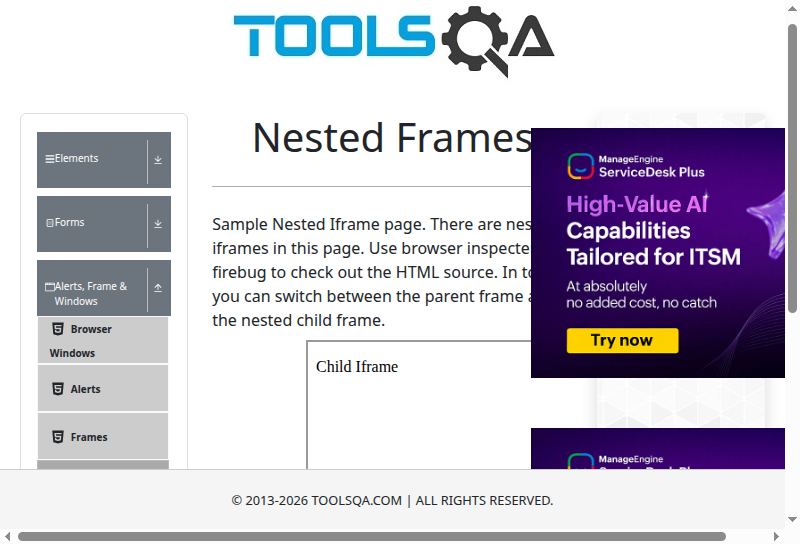 TOOLSQA
Elements
Forms
Alerts, Frame &
Windows
Browser
Windows
Alerts
Frames
Nested Frames
Sample Nested Iframe page. There are nes
iframes in this page. Use browser inspecte
firebug to check out the HTML source. In to
you can switch between the parent frame a
the nested child frame.
Child Iframe
ManageEngine
ServiceDesk Plus
High-Value AI
Capabilities
Tailored for ITSM
At absolutely
no added cost, no catch
Try now
ManageEngine
ServiceDesk Plus
© 2013-2026 TOOLSQA.COM | ALL RIGHTS RESERVED.